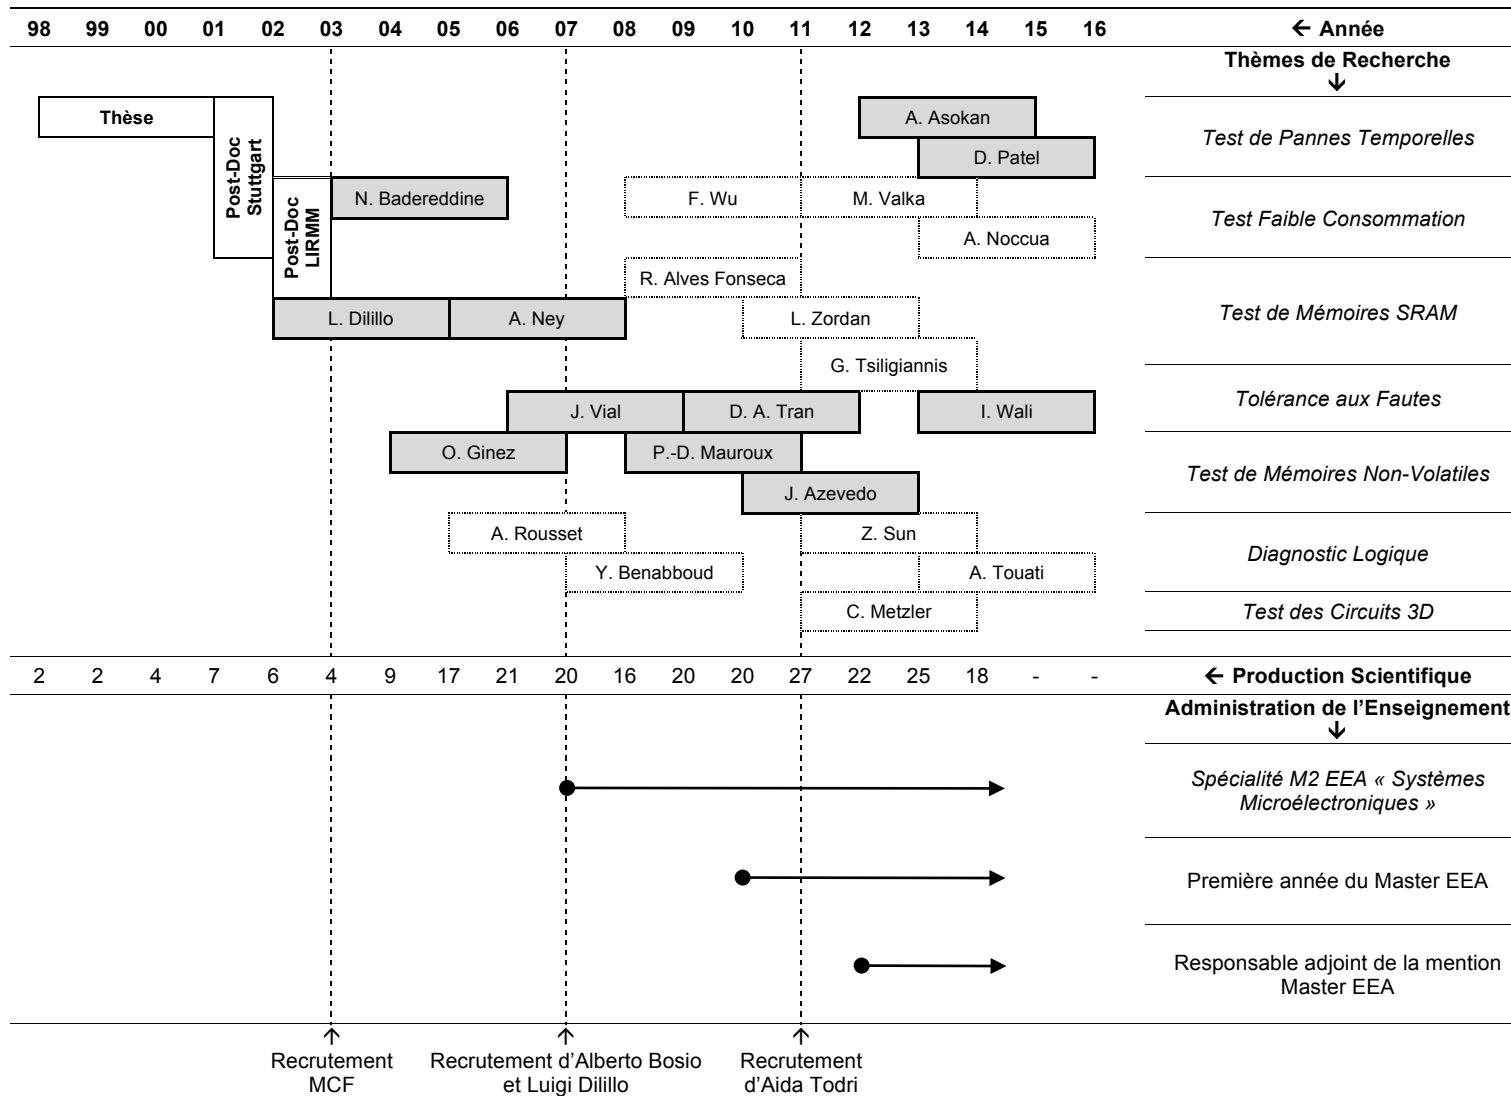 98 99 00 01 02 03 04 05 06 07 08 09 10 11 12 13 14 15 16 ← Année
Thèmes de Recherche
↓
Thèse
Post-Doc
Stuttgart
Post-Doc
LIRMM
A. Asokan
D. Patel
Test de Pannes Temporelles
N. Badereddine
F. Wu
M. Valka
A. Noccua
Test Faible Consommation
R. Alves Fonseca
L. Dilillo
A. Ney
L. Zordan
G. Tsiligiannis
Test de Mémoires SRAM
J. Vial
D. A. Tran
I. Wali
Tolérance aux Fautes
O. Ginez
P.-D. Mauroux
J. Azevedo
Test de Mémoires Non-Volatiles
A. Rousset
Z. Sun
Y. Benabboud
A. Touati
Diagnostic Logique
C. Metzler
Test des Circuits 3D
2 2 4 7 6 4 9 17 21 20 16 20 20 27 22 25 18 - - ← Production Scientifique
Administration de l’Enseignement
↓
Spécialité M2 EEA « Systèmes
Microélectroniques »
Première année du Master EEA
Responsable adjoint de la mention
Master EEA
↑ ↑ ↑
Recrutement
MCF
Recrutement d’Alberto Bosio
et Luigi Dilillo
Recrutement
d’Aida Todri